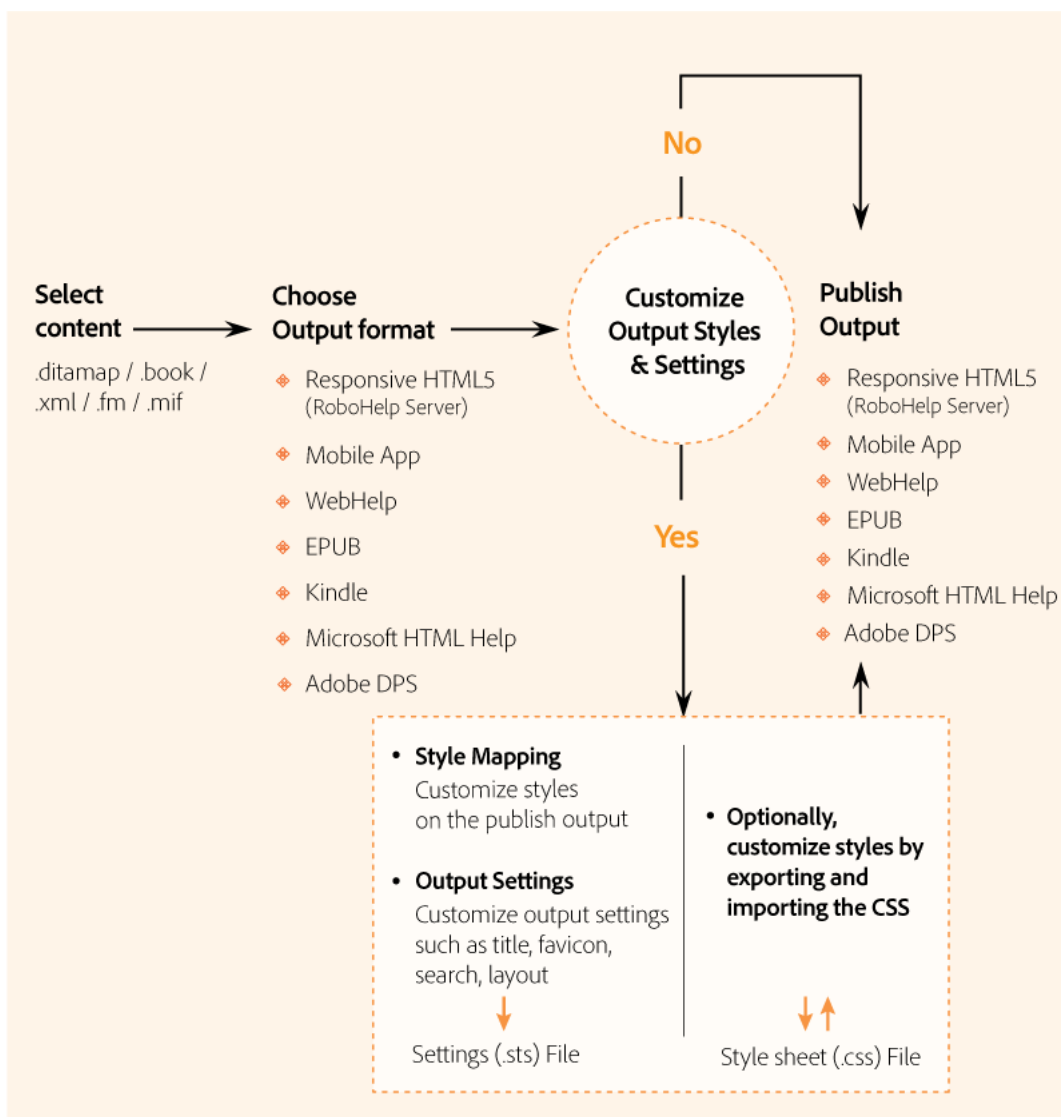 No
Select
content
.ditamap / .book /
.xml / .fm / .mif
Choose
Output format
Responsive HTML5
(RoboHelp Server)
Mobile App
WebHelp
EPUB
Kindle
Microsoft HTML Help
Adobe DPS
Customize
Output Styles
& Settings
Yes
Publish
Output
Responsive HTML5
(RoboHelp Server)
Mobile App
WebHelp
EPUB
Kindle
Microsoft HTML Help
Adobe DPS
• Style Mapping
Customize styles
on the publish output
• Output Settings
Customize output settings
such as title, favicon,
search, layout
Settings (.sts) File
• Optionally,
customize styles by
exporting and
importing the CSS
Style sheet (.css) File